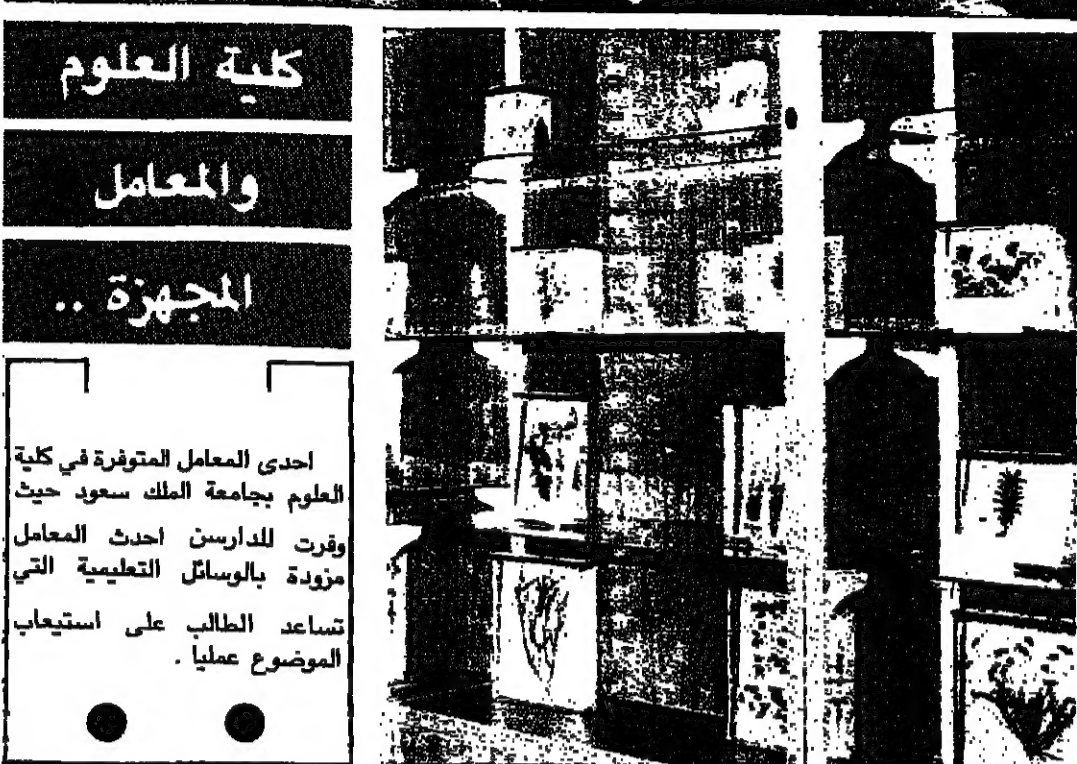 كلية العلوم
والمعامل
المجهزة ..
احدى المعامل المتوفرة في كلية
العلوم بجامعة الملك سعود حيث
وفرت للدارسن احدث المعامل
مزودة بالوسائل التعليمية التي
تساعد الطالب على استيعاب
الموضوع عمليا .